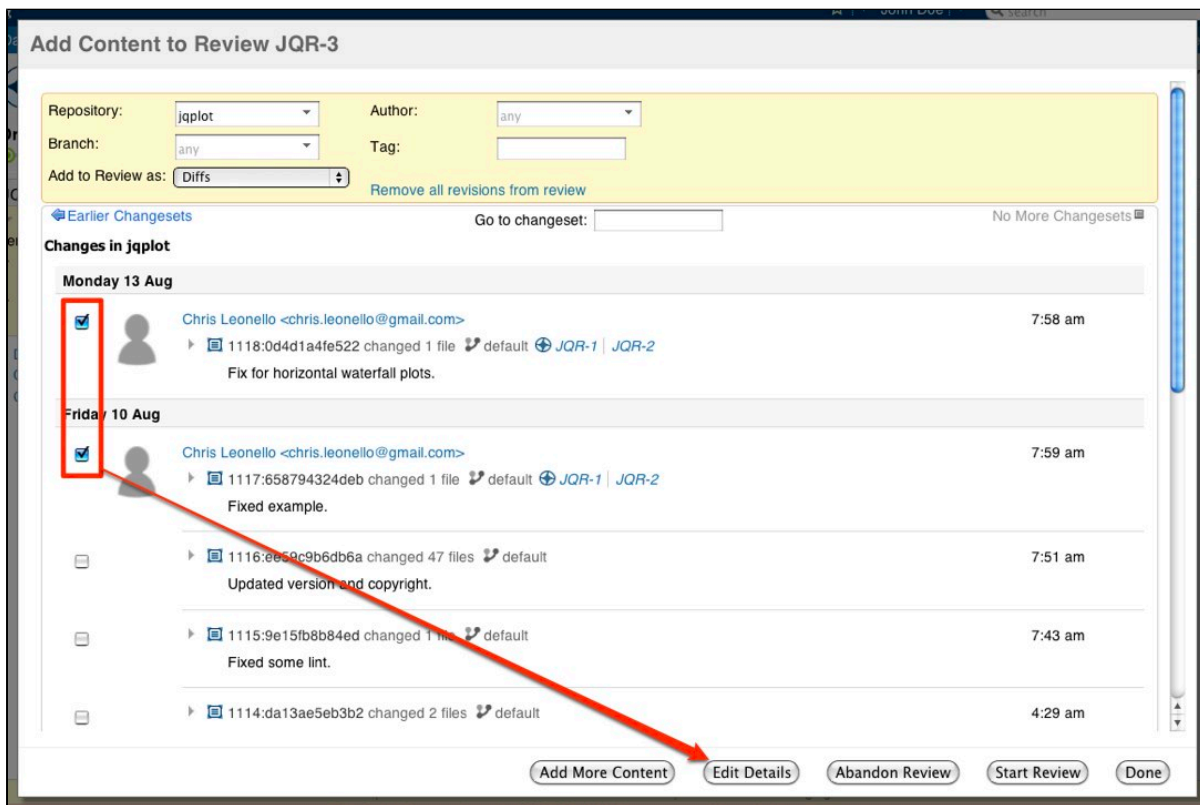 John Doe
search
Add Content to Review JQR-3
Repository: jqplot Author: any
Branch: any Tag:
Add to Review as: Diffs Remove all revisions from review
Earlier Changesets Go to changeset: No More Changesets
Changes in jqplot
Monday 13 Aug
Chris Leonello <chris.leonello@gmail.com> 7:58 am
1118:0d4d1a4fe522 changed 1 file default JQR-1 JQR-2
Fix for horizontal waterfall plots.
Friday 10 Aug
Chris Leonello <chris.leonello@gmail.com> 7:59 am
1117:658794324deb changed 1 file default JQR-1 JQR-2
Fixed example.
1116:ee59c9b6db6a changed 47 files default 7:51 am
Updated version and copyright.
1115:9e15fb8b84ed changed 1 file default 7:43 am
Fixed some lint.
1114:da13ae5eb3b2 changed 2 files default 4:29 am
Add More Content Edit Details Abandon Review Start Review Done